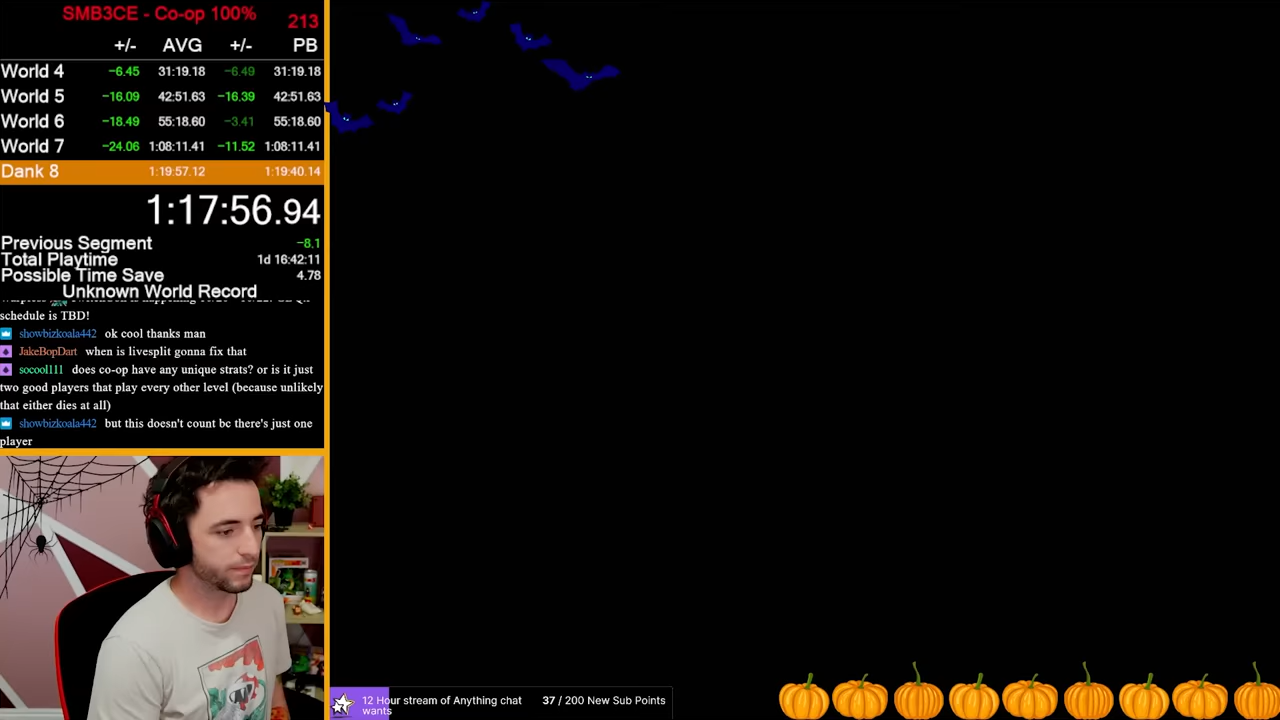 SMB3CE - Co-op 100%
213
+/- AVG +/- PB
World 4 −6.45 31:19.18 −6.49 31:19.18
World 5 −16.09 42:51.63 −16.39 42:51.63
World 6 −18.49 55:18.60 −3.41 55:18.60
World 7 −24.06 1:08:11.41 −11.52 1:08:11.41
Dank 8 1:19:57.12 1:19:40.14
1:17:56.94
Previous Segment −8.1
Total Playtime 1d 16:42:11
Possible Time Save 4.78
Unknown World Record
schedule is TBD!
showbizkoala442 ok cool thanks man
JakeBopDart when is livesplit gonna fix that
socool111 does co-op have any unique strats? or is it just
two good players that play every other level (because unlikely
that either dies at all)
showbizkoala442 but this doesn't count bc there's just one
player
12 Hour stream of Anything chat
wants
37 / 200 New Sub Points